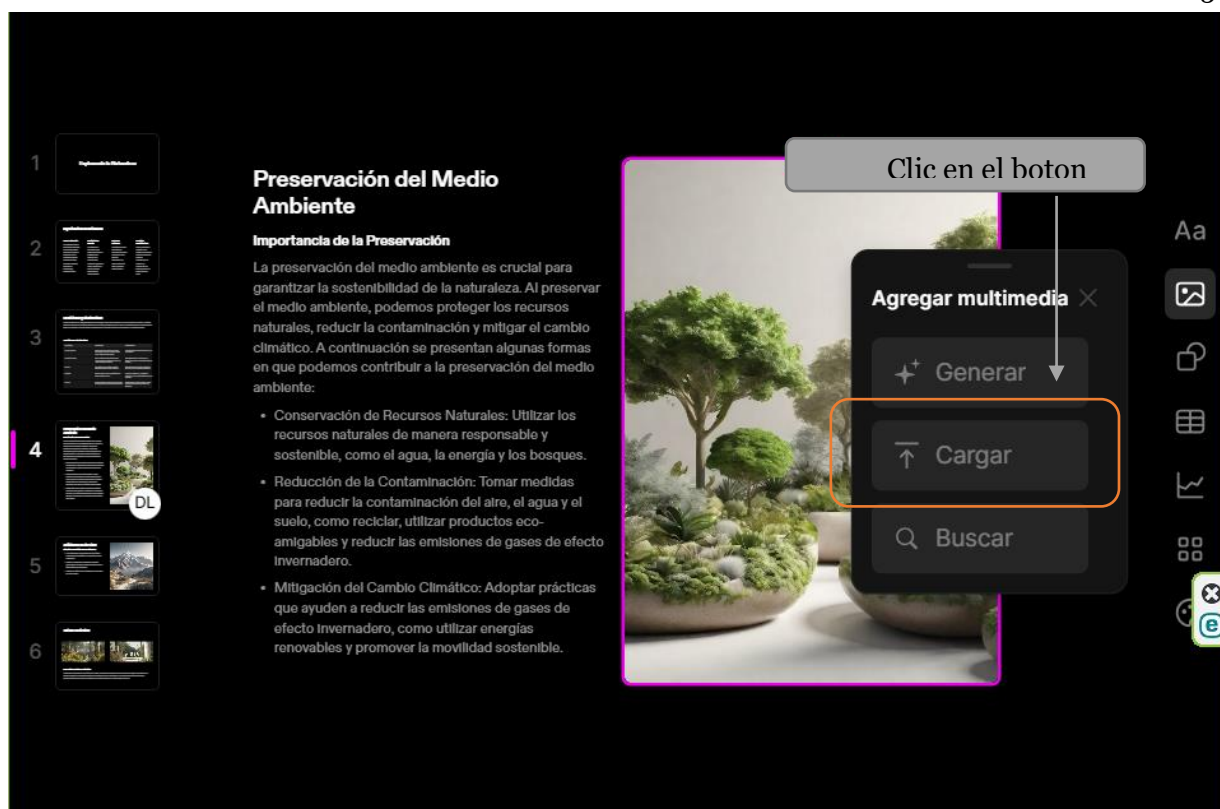 Clic en el boton
1
2
3
4
DL
5
6
Preservación del Medio
Ambiente
Importancia de la Preservación
La preservación del medio ambiente es crucial para
garantizar la sostenibilidad de la naturaleza. Al preservar
el medio ambiente, podemos proteger los recursos
naturales, reducir la contaminación y mitigar el cambio
climático. A continuación se presentan algunas formas
en que podemos contribuir a la preservación del medio
ambiente:
• Conservación de Recursos Naturales: Utilizar los
recursos naturales de manera responsable y
sostenible, como el agua, la energía y los bosques.
• Reducción de la Contaminación: Tomar medidas
para reducir la contaminación del aire, el agua y el
suelo, como reciclar, utilizar productos eco-
amigables y reducir las emisiones de gases de efecto
invernadero.
• Mitigación del Cambio Climático: Adoptar prácticas
que ayuden a reducir las emisiones de gases de
efecto invernadero, como utilizar energías
renovables y promover la movilidad sostenible.
Agregar multimedia
Generar
Cargar
Buscar
Aa